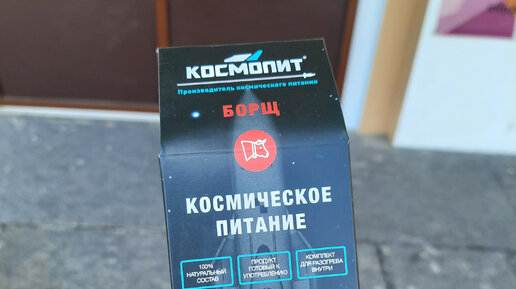 КОСМОПИТ®
Производитель космического питания
БОРЩ
КОСМИЧЕСКОЕ
ПИТАНИЕ
100%
НАТУРАЛЬНЫЙ
СОСТАВ
ПРОДУКТ
ГОТОВЫЙ К
УПОТРЕБЛЕНИЮ
КОМПЛЕКТ
ДЛЯ РАЗОГРЕВА
ВНУТРИ